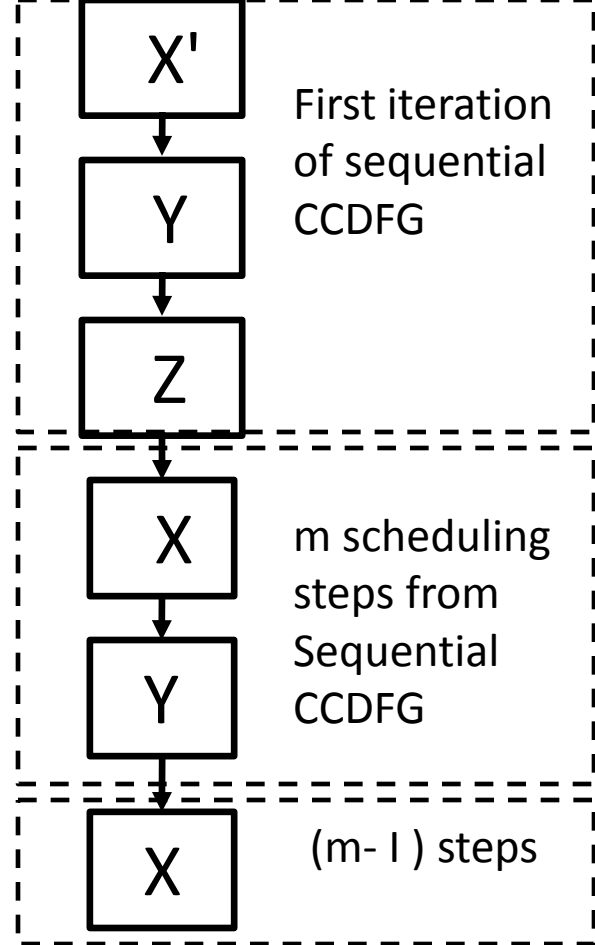 X'
First iteration
of sequential
CCDFG
Y
Z
X
m scheduling
steps from
Sequential
CCDFG
Y
X
(m- I ) steps